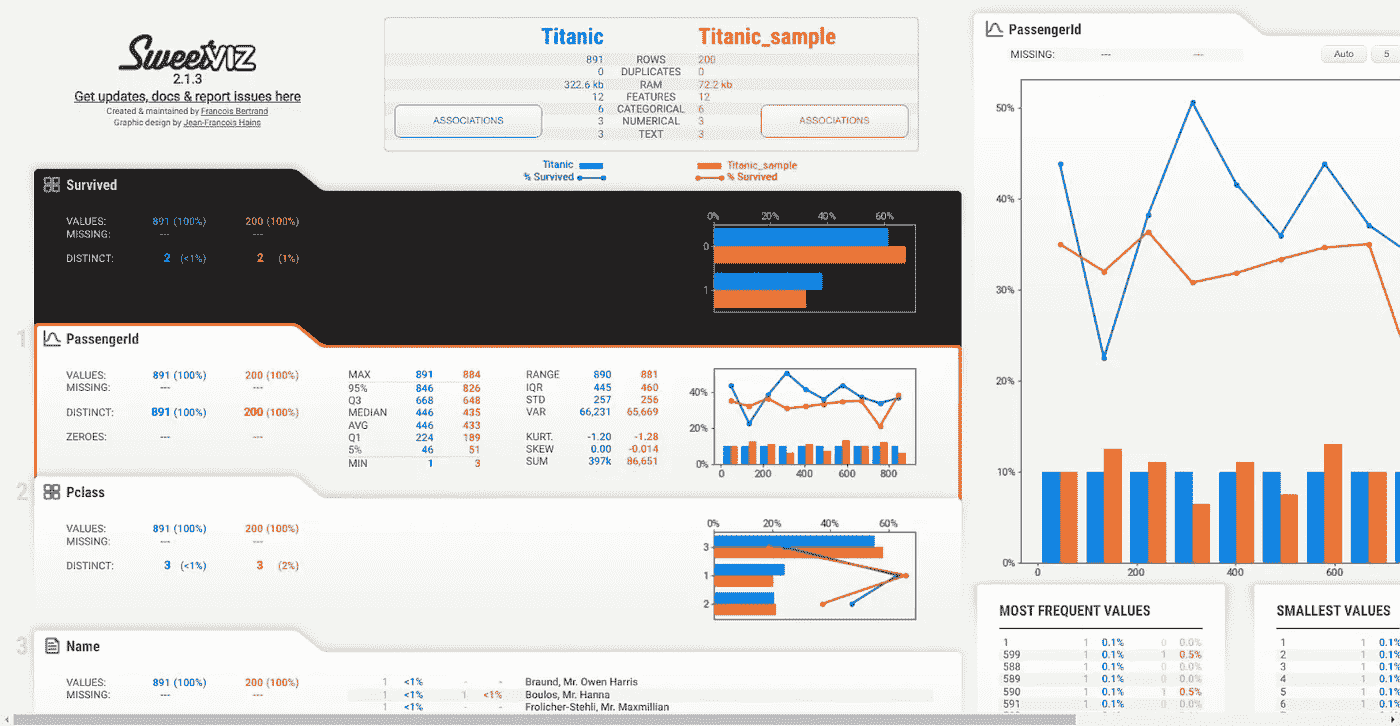 SweetVIZ
2.1.3
Get updates, docs & report issues here
Created & maintained by Francois Bertrand
Graphic design by Jean-Francois Hains
Titanic Titanic_sample
891 ROWS 200
0 DUPLICATES 0
322.6 kb RAM 72.2 kb
12 FEATURES 12
6 CATEGORICAL 6
3 NUMERICAL 3
3 TEXT 3
ASSOCIATIONS
ASSOCIATIONS
Titanic Titanic_sample
% Survived % Survived
Survived
VALUES: 891 (100%) 200 (100%)
MISSING: --- ---
DISTINCT: 2 (<1%) 2 (1%)
0% 20% 40% 60%
0
1
1
PassengerId
VALUES: 891 (100%) 200 (100%)
MISSING: --- ---
DISTINCT: 891 (100%) 200 (100%)
ZEROES: --- ---
MAX 891 884
95% 846 826
Q3 668 648
MEDIAN 446 435
AVG 446 433
Q1 224 189
5% 46 51
MIN 1 3
RANGE 890 881
IQR 445 460
STD 257 256
VAR 66,231 65,669
KURT. -1.20 -1.28
SKEW 0.00 -0.014
SUM 397k 86,651
40%
20%
0%
0 200 400 600 800
2
Pclass
VALUES: 891 (100%) 200 (100%)
MISSING: --- ---
DISTINCT: 3 (<1%) 3 (2%)
0% 20% 40% 60%
3
1
2
3
Name
VALUES: 891 (100%) 200 (100%)
MISSING: --- ---
1 <1% - - Braund, Mr. Owen Harris
1 <1% 1 <1% Boulos, Mr. Hanna
1 <1% - - Frolicher-Stehli, Mr. Maxmillian
PassengerId
MISSING: --- ---
Auto 5
50%
40%
30%
20%
10%
0%
0 200 400 600
MOST FREQUENT VALUES
1 1 0.1% 0 0.0%
599 1 0.1% 1 0.5%
588 1 0.1% 0 0.0%
589 1 0.1% 0 0.0%
590 1 0.1% 1 0.5%
591 1 0.1% 0 0.0%
SMALLEST VALUES
1 1 0.1%
2 1 0.1%
3 1 0.1%
4 1 0.1%
5 1 0.1%
6 1 0.1%